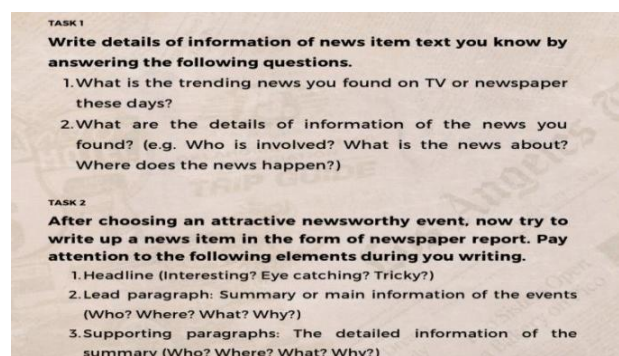 TASK 1
Write details of information of news item text you know by
answering the following questions.
1. What is the trending news you found on TV or newspaper
these days?
2. What are the details of information of the news you
found? (e.g. Who is involved? What is the news about?
Where does the news happen?)
TASK 2
After choosing an attractive newsworthy event, now try to
write up a news item in the form of newspaper report. Pay
attention to the following elements during you writing.
1. Headline (Interesting? Eye catching? Tricky?)
2. Lead paragraph: Summary or main information of the events
(Who? Where? What? Why?)
3. Supporting paragraphs: The detailed information of the
summary (Who? Where? What? Why?)
TRIP GUIDE
Angeles